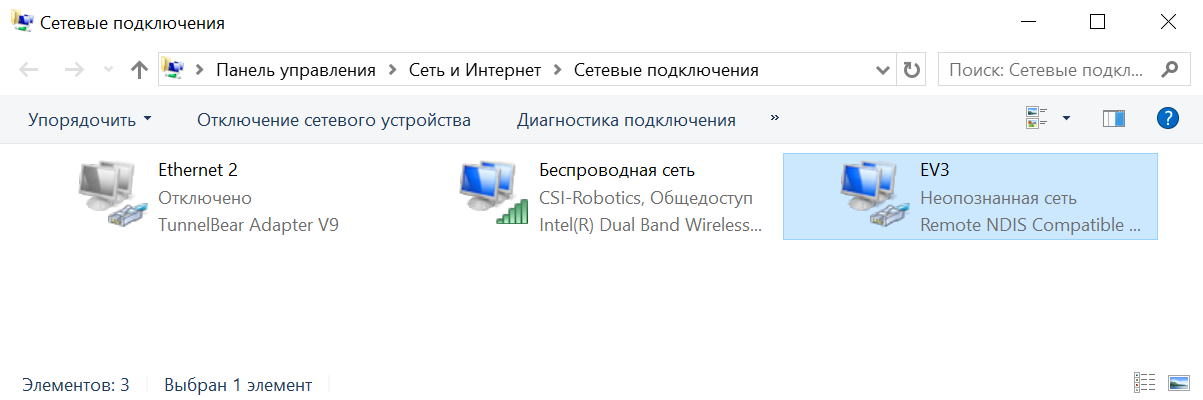 Сетевые подключения
Панель управления Сеть и Интернет Сетевые подключения Поиск: Сетевые подкл...
Упорядочить Отключение сетевого устройства Диагностика подключения » ?
Ethernet 2
Отключено
TunnelBear Adapter V9
Беспроводная сеть
CSI-Robotics, Общедоступ
Intel(R) Dual Band Wireless...
EV3
Неопознанная сеть
Remote NDIS Compatible ...
Элементов: 3 Выбран 1 элемент